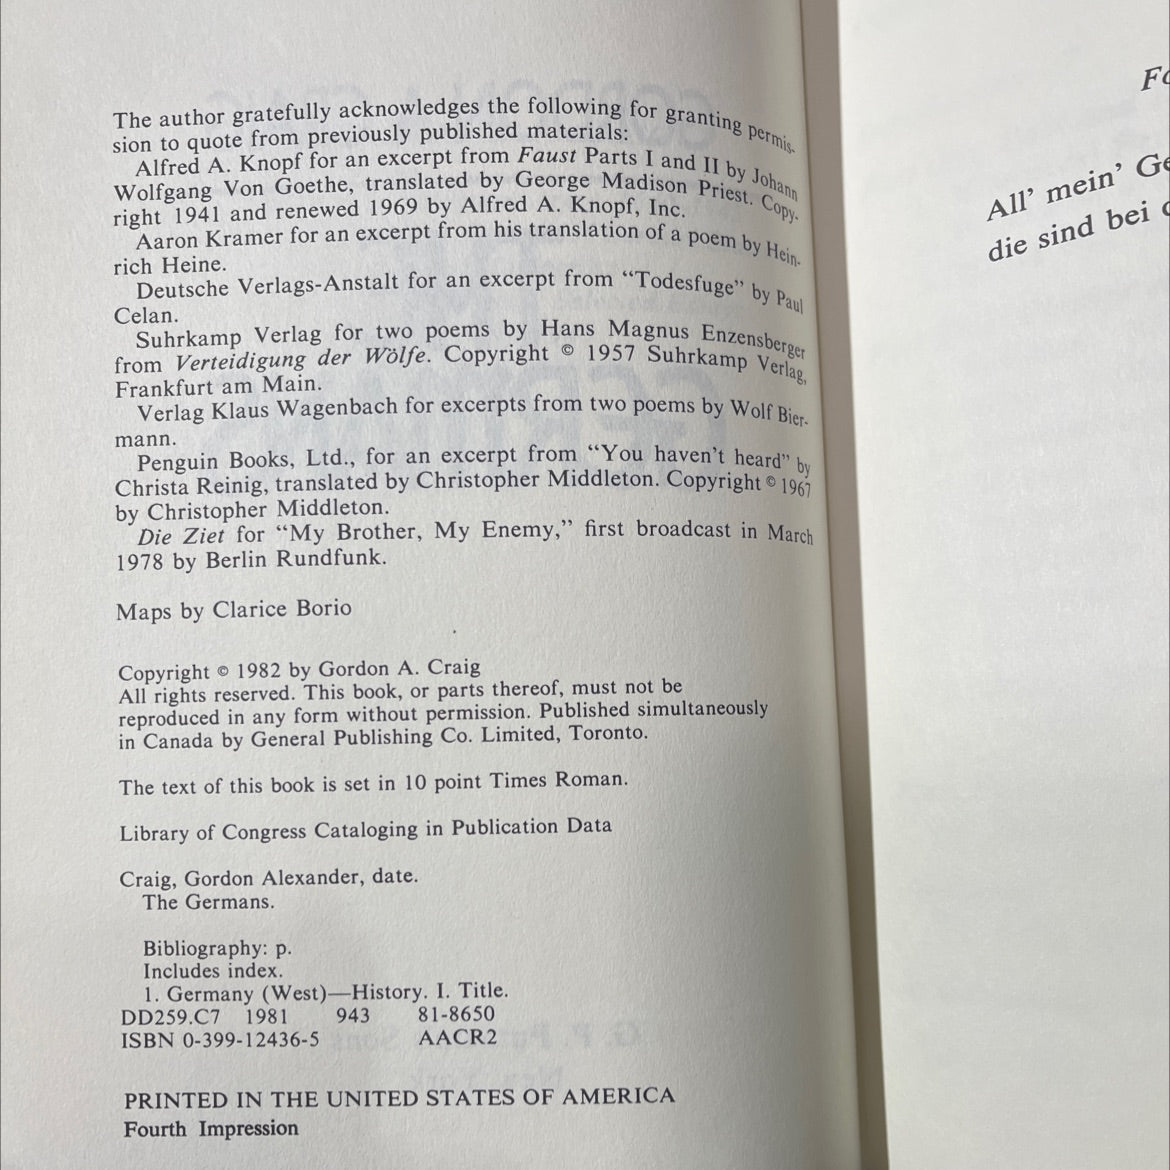 The author gratefully acknowledges the following for granting permis-
sion to quote from previously published materials:
Alfred A. Knopf for an excerpt from Faust Parts I and II by Johann
Wolfgang Von Goethe, translated by George Madison Priest. Copy-
right 1941 and renewed 1969 by Alfred A. Knopf, Inc.
Aaron Kramer for an excerpt from his translation of a poem by Hein-
rich Heine.
Deutsche Verlags-Anstalt for an excerpt from “Todesfuge” by Paul
Celan.
Suhrkamp Verlag for two poems by Hans Magnus Enzensberger
from Verteidigung der Wölfe. Copyright © 1957 Suhrkamp Verlag,
Frankfurt am Main.
Verlag Klaus Wagenbach for excerpts from two poems by Wolf Bier-
mann.
Penguin Books, Ltd., for an excerpt from “You haven't heard” by
Christa Reinig, translated by Christopher Middleton. Copyright © 1967
by Christopher Middleton.
Die Ziet for “My Brother, My Enemy,” first broadcast in March
1978 by Berlin Rundfunk.
Maps by Clarice Borio
Copyright © 1982 by Gordon A. Craig
All rights reserved. This book, or parts thereof, must not be
reproduced in any form without permission. Published simultaneously
in Canada by General Publishing Co. Limited, Toronto.
The text of this book is set in 10 point Times Roman.
Library of Congress Cataloging in Publication Data
Craig, Gordon Alexander, date.
The Germans.
Bibliography: p.
Includes index.
1. Germany (West)—History. I. Title.
DD259.C7 1981 943 81-8650
ISBN 0-399-12436-5 AACR2
PRINTED IN THE UNITED STATES OF AMERICA
Fourth Impression
All' mein' Ge
die sind bei